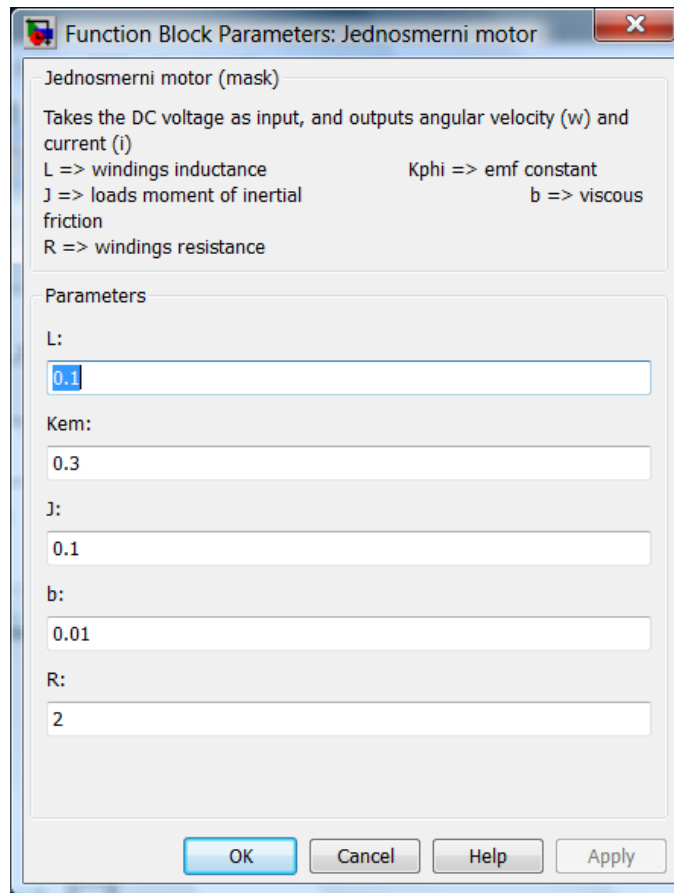 Function Block Parameters: Jednosmerni motor
Jednosmerni motor (mask)
Takes the DC voltage as input, and outputs angular velocity (w) and
current (i)
L => windings inductance Kphi => emf constant
J => loads moment of inertial b => viscous
friction
R => windings resistance
Parameters
L:
0.1
Kem:
0.3
J:
0.1
b:
0.01
R:
2
OK Cancel Help Apply